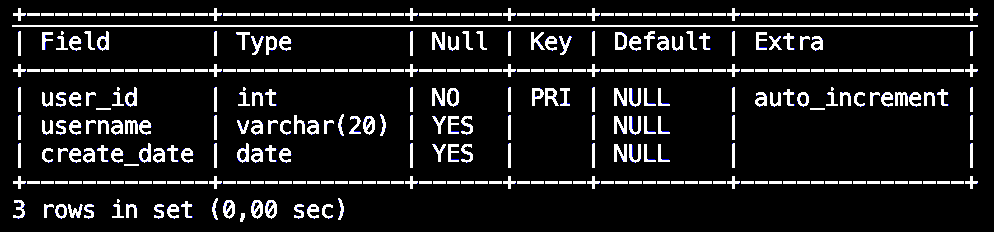 +-------------+-------------+------+-----+---------+----------------+
| Field       | Type        | Null | Key | Default | Extra          |
+-------------+-------------+------+-----+---------+----------------+
| user_id     | int         | NO   | PRI | NULL    | auto_increment |
| username    | varchar(20) | YES  |     | NULL    |                |
| create_date | date        | YES  |     | NULL    |                |
+-------------+-------------+------+-----+---------+----------------+
3 rows in set (0,00 sec)